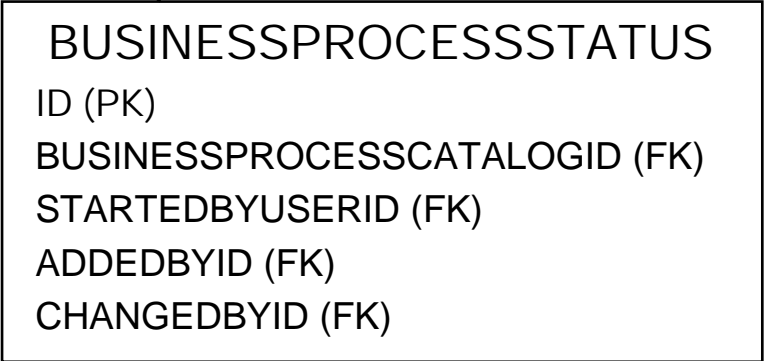 BUSINESSPROCESSSTATUS
ID (PK)
BUSINESSPROCESSCATALOGID (FK)
STARTEDBYUSERID (FK)
ADDEDBYID (FK)
CHANGEDBYID (FK)